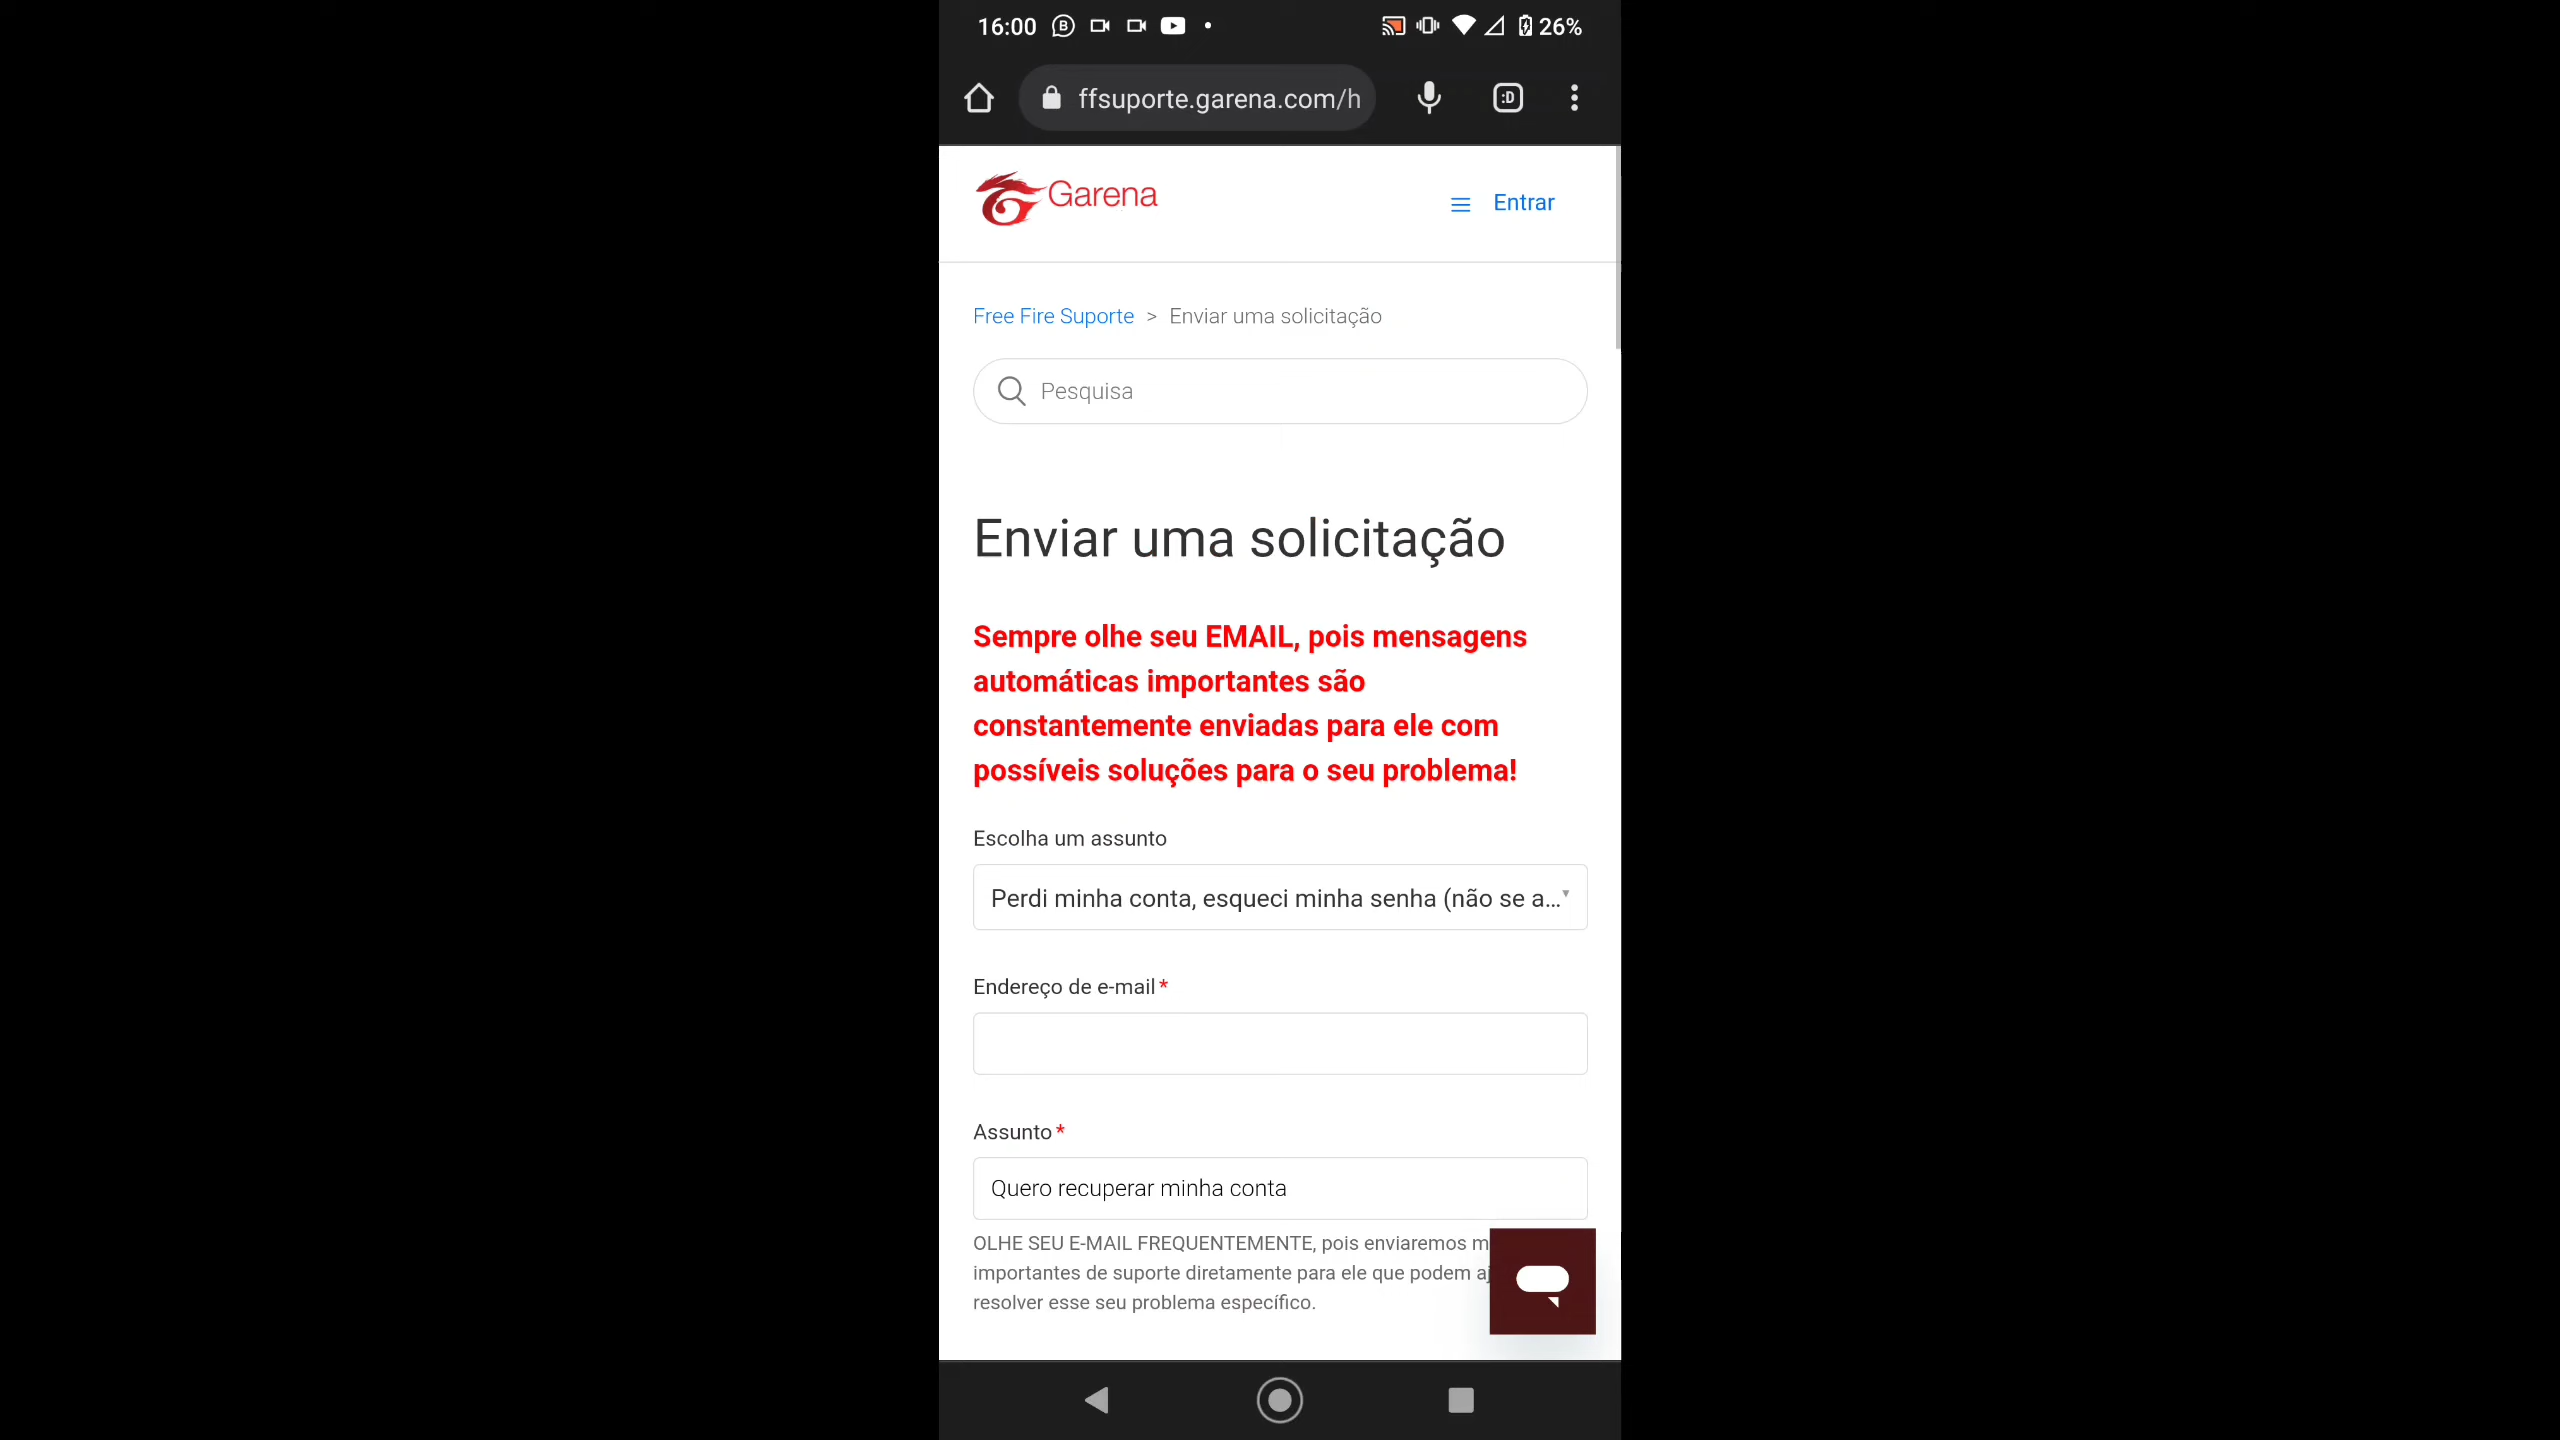 16:00
26%
ffsuporte.garena.com/h
:D
Garena
Entrar
Free Fire Suporte > Enviar uma solicitação
Pesquisa
Enviar uma solicitação
Sempre olhe seu EMAIL, pois mensagens
automáticas importantes são
constantemente enviadas para ele com
possíveis soluções para o seu problema!
Escolha um assunto
Perdi minha conta, esqueci minha senha (não se a...
Endereço de e-mail*
Assunto*
Quero recuperar minha conta
OLHE SEU E-MAIL FREQUENTEMENTE, pois enviaremos m
importantes de suporte diretamente para ele que podem aj
resolver esse seu problema específico.